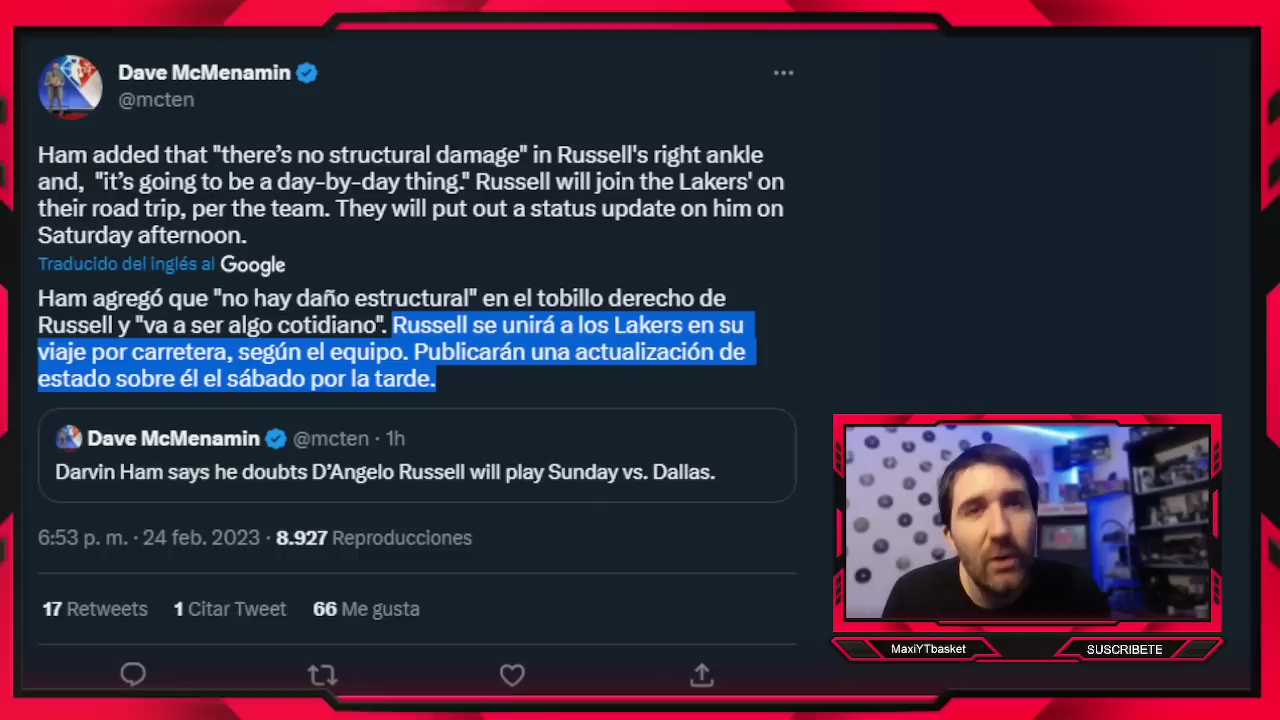 Dave McMenamin
@mcten
Ham added that "there's no structural damage" in Russell's right ankle
and,  "it's going to be a day-by-day thing." Russell will join the Lakers' on
their road trip, per the team. They will put out a status update on him on
Saturday afternoon.
Traducido del inglés al Google
Ham agregó que "no hay daño estructural" en el tobillo derecho de
Russell y "va a ser algo cotidiano". Russell se unirá a los Lakers en su
viaje por carretera, según el equipo. Publicarán una actualización de
estado sobre él el sábado por la tarde.
Dave McMenamin @mcten · 1h
Darvin Ham says he doubts D'Angelo Russell will play Sunday vs. Dallas.
6:53 p. m. · 24 feb. 2023 · 8.927 Reproducciones
17 Retweets 1 Citar Tweet 66 Me gusta
MaxiYTbasket
SUSCRIBETE